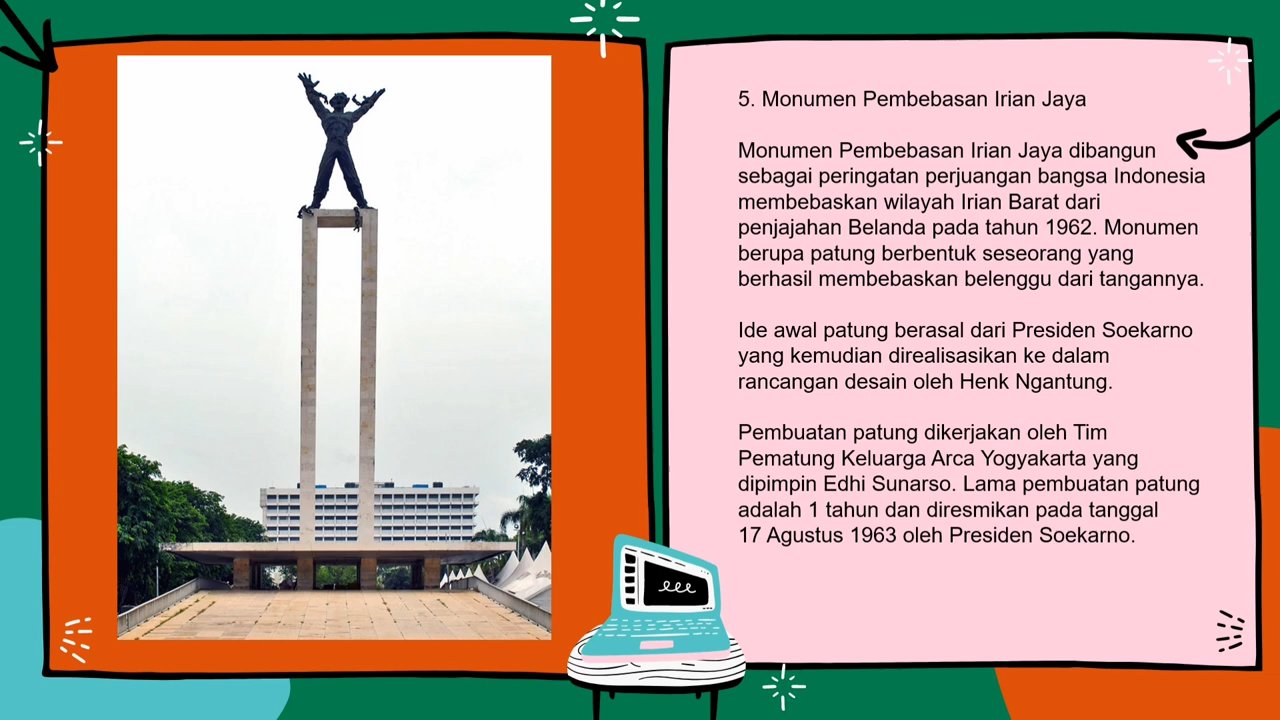 5. Monumen Pembebasan Irian Jaya
Monumen Pembebasan Irian Jaya dibangun
sebagai peringatan perjuangan bangsa Indonesia
membebaskan wilayah Irian Barat dari
penjajahan Belanda pada tahun 1962. Monumen
berupa patung berbentuk seseorang yang
berhasil membebaskan belenggu dari tangannya.
Ide awal patung berasal dari Presiden Soekarno
yang kemudian direalisasikan ke dalam
rancangan desain oleh Henk Ngantung.
Pembuatan patung dikerjakan oleh Tim
Pematung Keluarga Arca Yogyakarta yang
dipimpin Edhi Sunarso. Lama pembuatan patung
adalah 1 tahun dan diresmikan pada tanggal
17 Agustus 1963 oleh Presiden Soekarno.